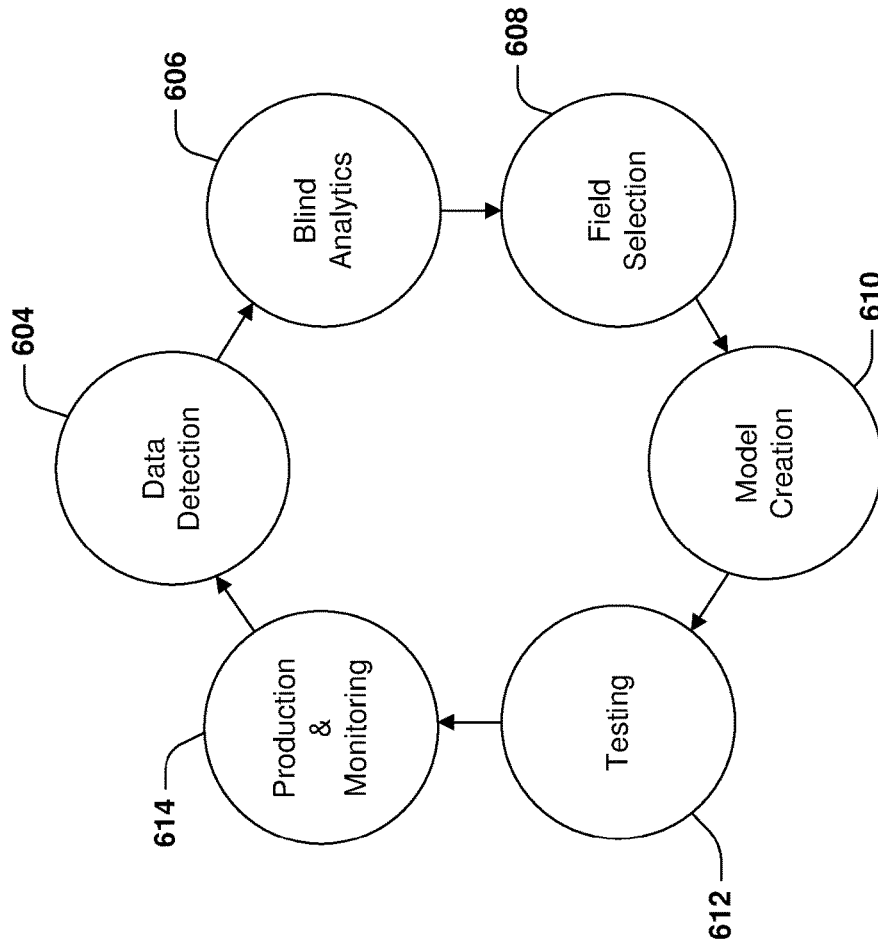 604
Data
Detection
606
Blind
Analytics
608
Field
Selection
610
Model
Creation
612
Testing
614
Production
&
Monitoring